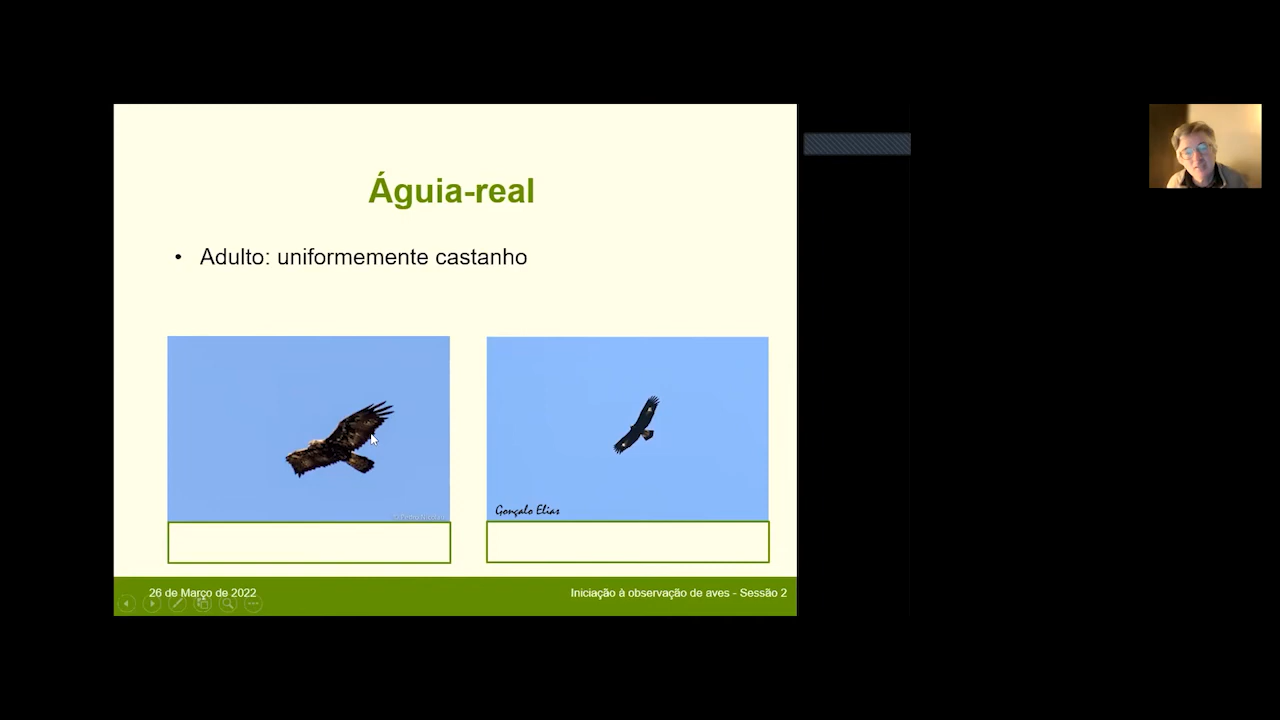 Águia-real
• Adulto: uniformemente castanho
Gonçalo Elias
26 de Março de 2022
Iniciação à observação de aves - Sessão 2